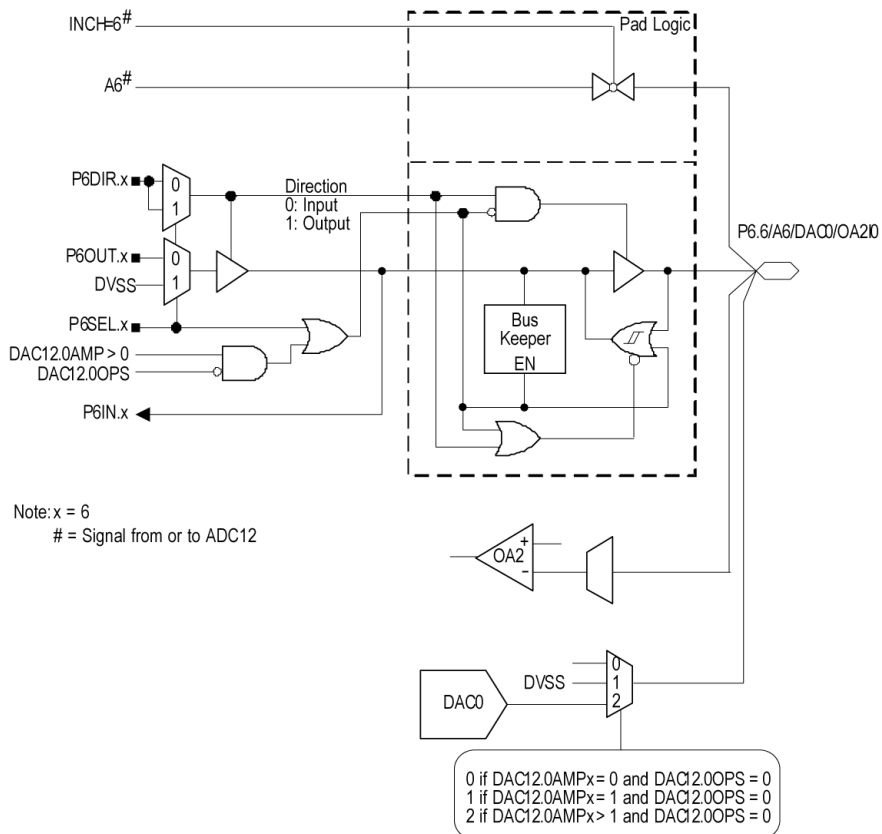 INCH=6#
Pad Logic
A6#
P6DIR.x
0
1
Direction
0: Input
1: Output
P6.6/A6/DAC0/OA2I0
P6OUT.x
0
DVSS
1
P6SEL.x
Bus
Keeper
EN
DAC12.0AMP > 0
DAC12.0OPS
P6IN.x
Note: x = 6
# = Signal from or to ADC12
+
OA2
−
0
DVSS
1
DAC0
2
0 if DAC12.0AMPx = 0 and DAC12.0OPS = 0
1 if DAC12.0AMPx = 1 and DAC12.0OPS = 0
2 if DAC12.0AMPx > 1 and DAC12.0OPS = 0